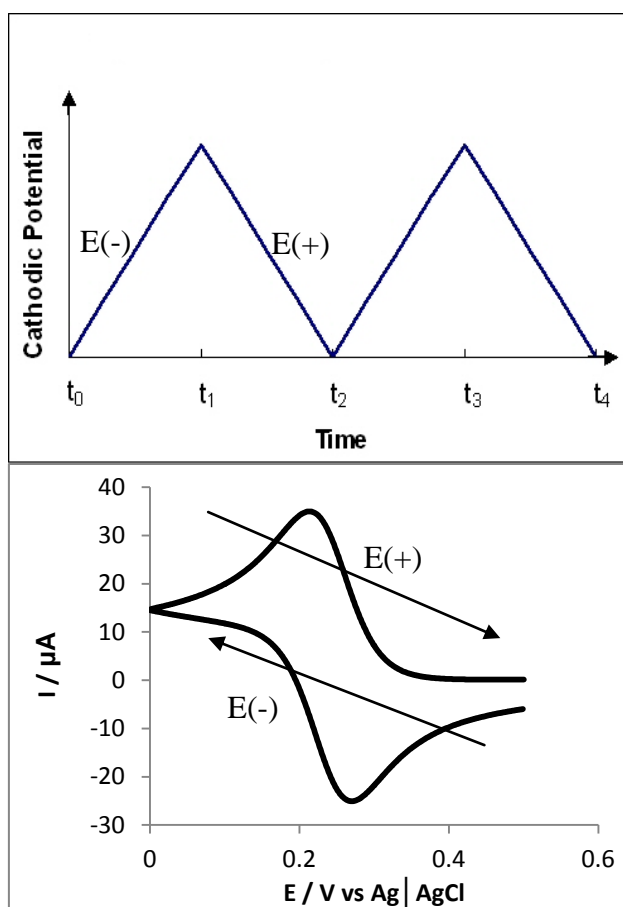 Cathodic Potential
E(-)
E(+)
t0
t1
t2
t3
t4
Time
40
30
20
10
0
-10
-20
-30
I / µA
E(+)
E(-)
0
0.2
0.4
0.6
E / V vs Ag│AgCl